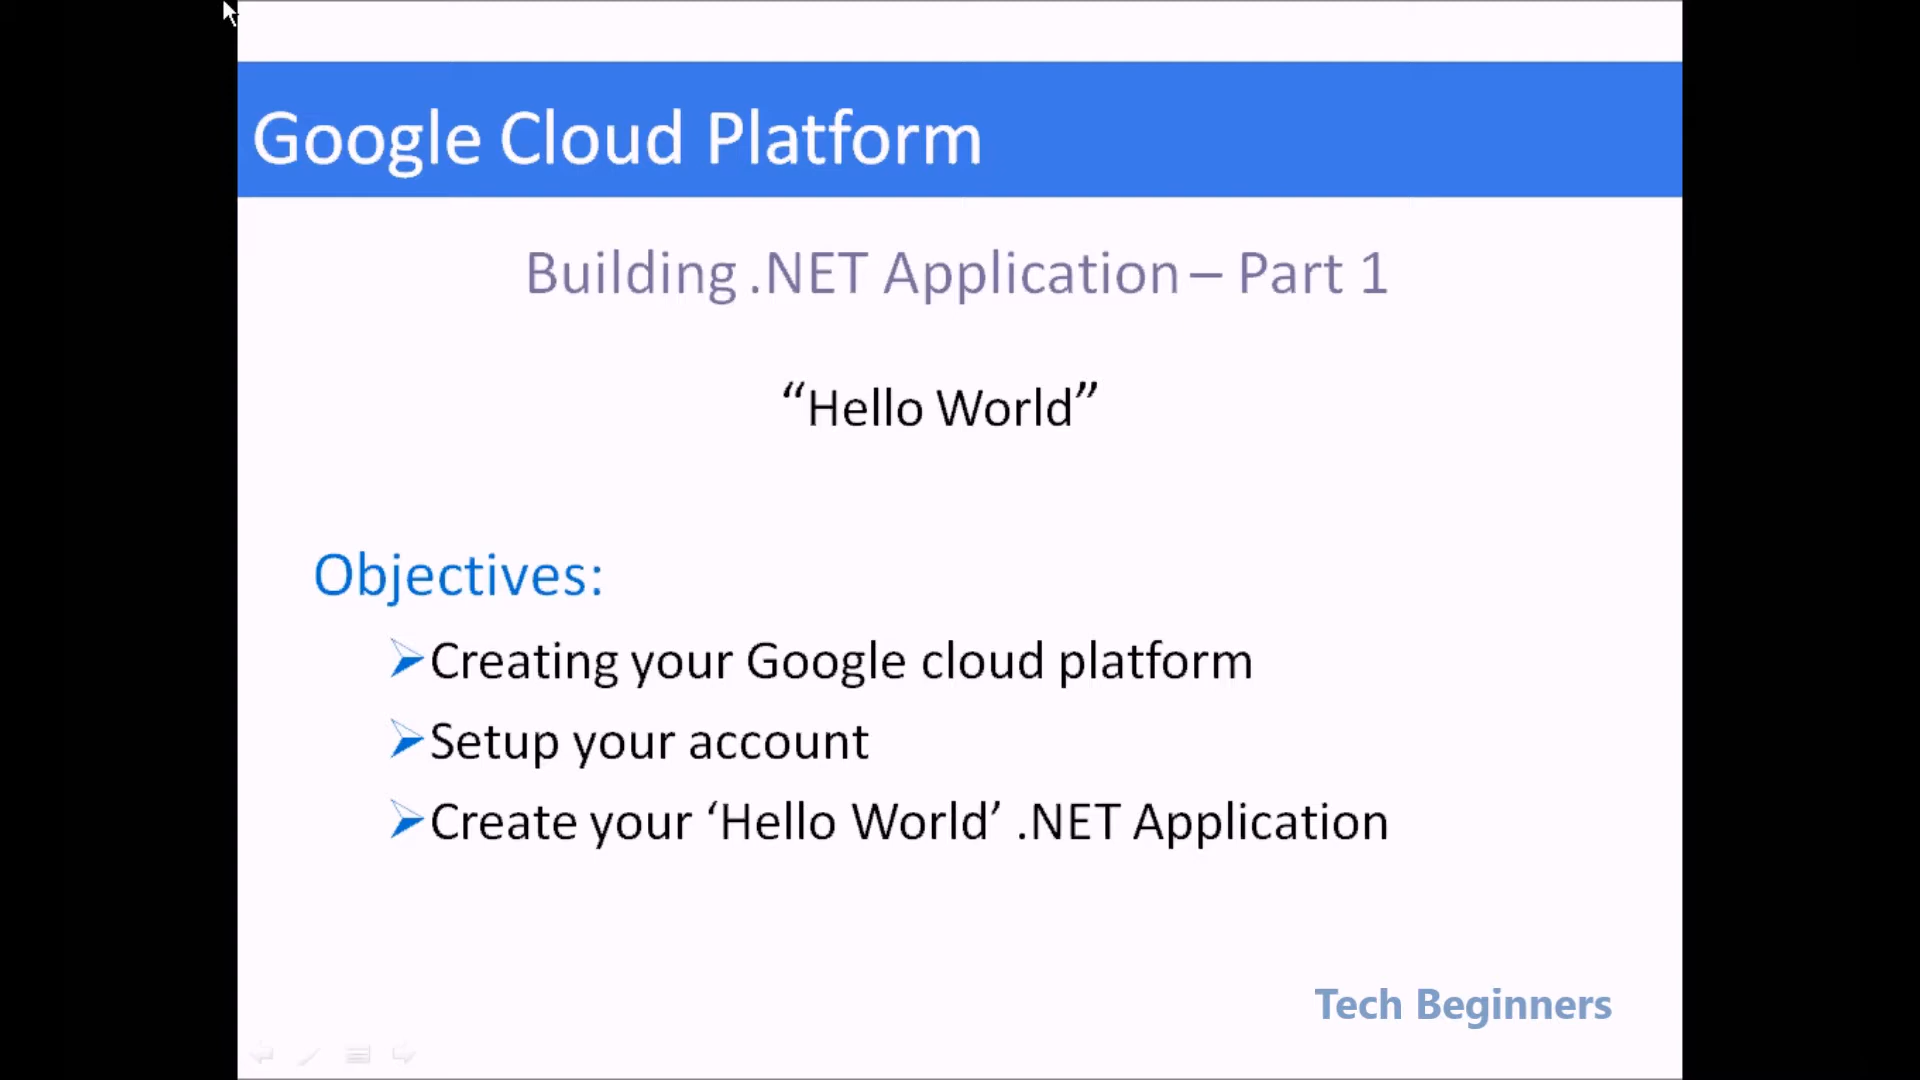 Google Cloud Platform
Building .NET Application – Part 1
“Hello World”
Objectives:
Creating your Google cloud platform
Setup your account
Create your ‘Hello World’ .NET Application
Tech Beginners